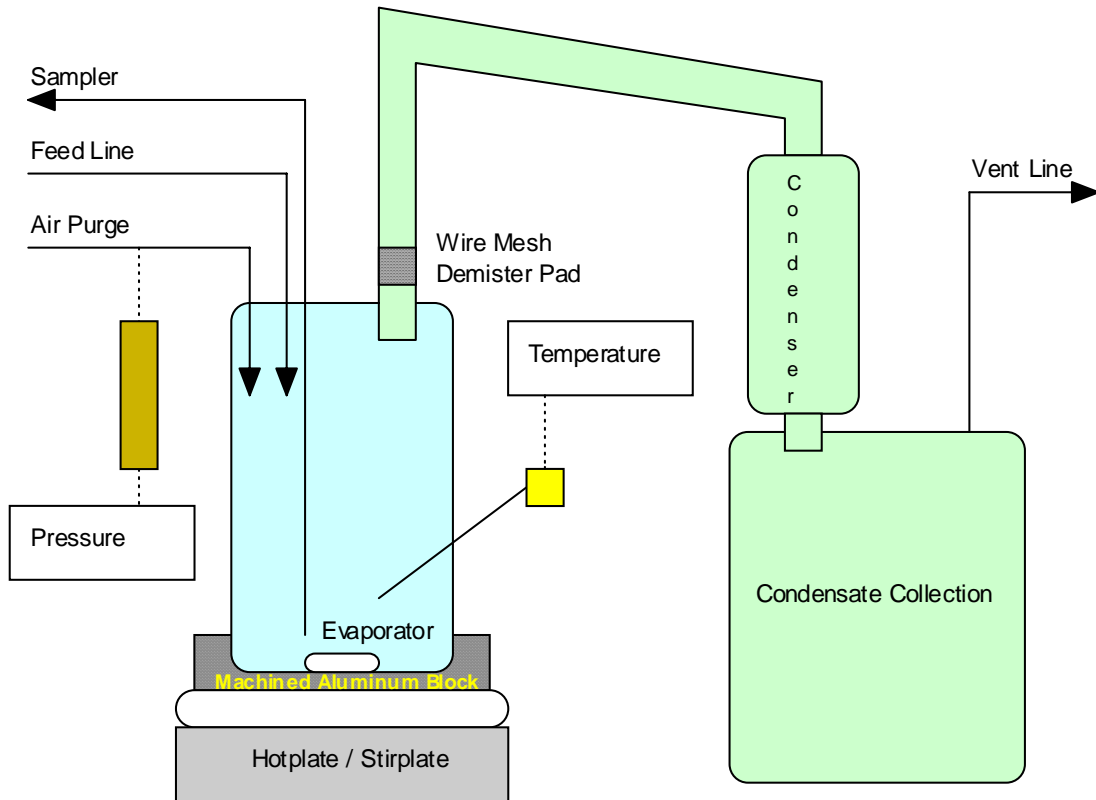 Sampler
Feed Line
Air Purge
Vent Line
Wire Mesh
Demister Pad
Condenser
Temperature
Pressure
Condensate Collection
Evaporator
Machined Aluminum Block
Hotplate / Stirplate